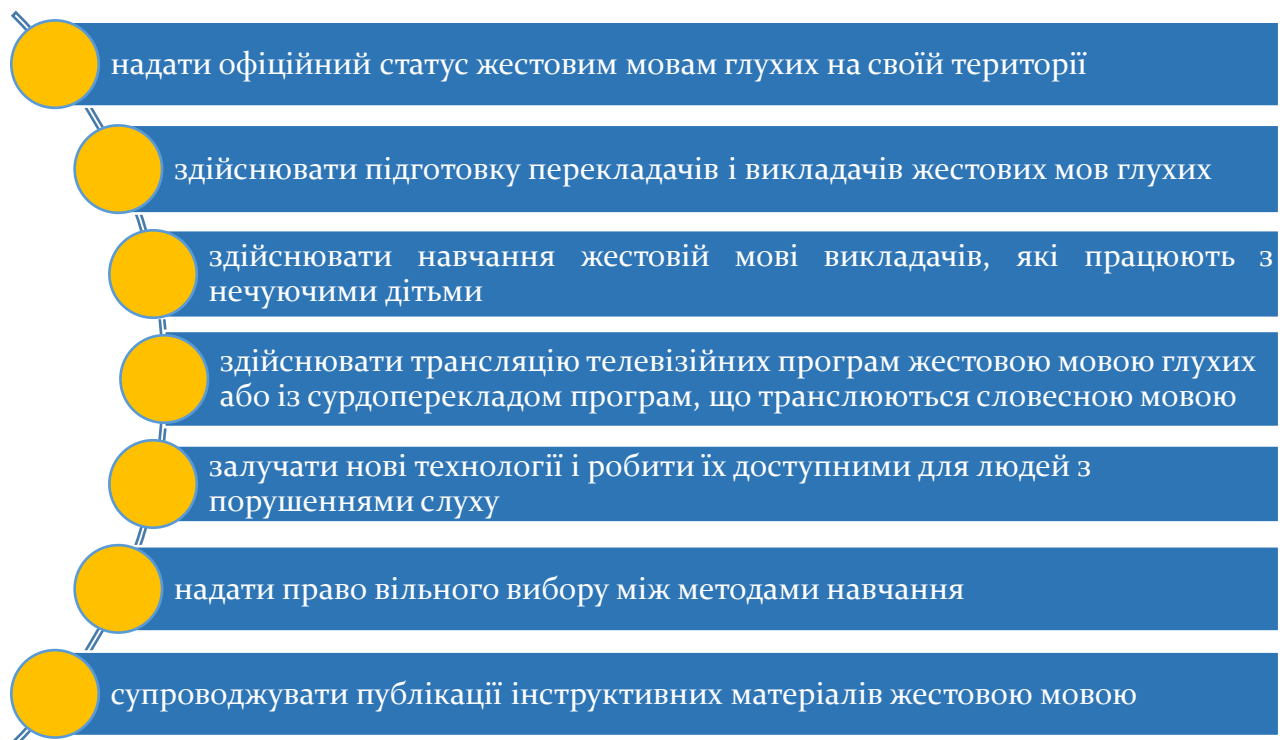 надати офіційний статус жестовим мовам глухих на своїй території
здійснювати підготовку перекладачів і викладачів жестових мов глухих
здійснювати навчання жестовій мові викладачів, які працюють з
нечуючими дітьми
здійснювати трансляцію телевізійних програм жестовою мовою глухих
або із сурдоперекладом програм, що транслюються словесною мовою
залучати нові технології і робити їх доступними для людей з
порушеннями слуху
надати право вільного вибору між методами навчання
супроводжувати публікації інструктивних матеріалів жестовою мовою